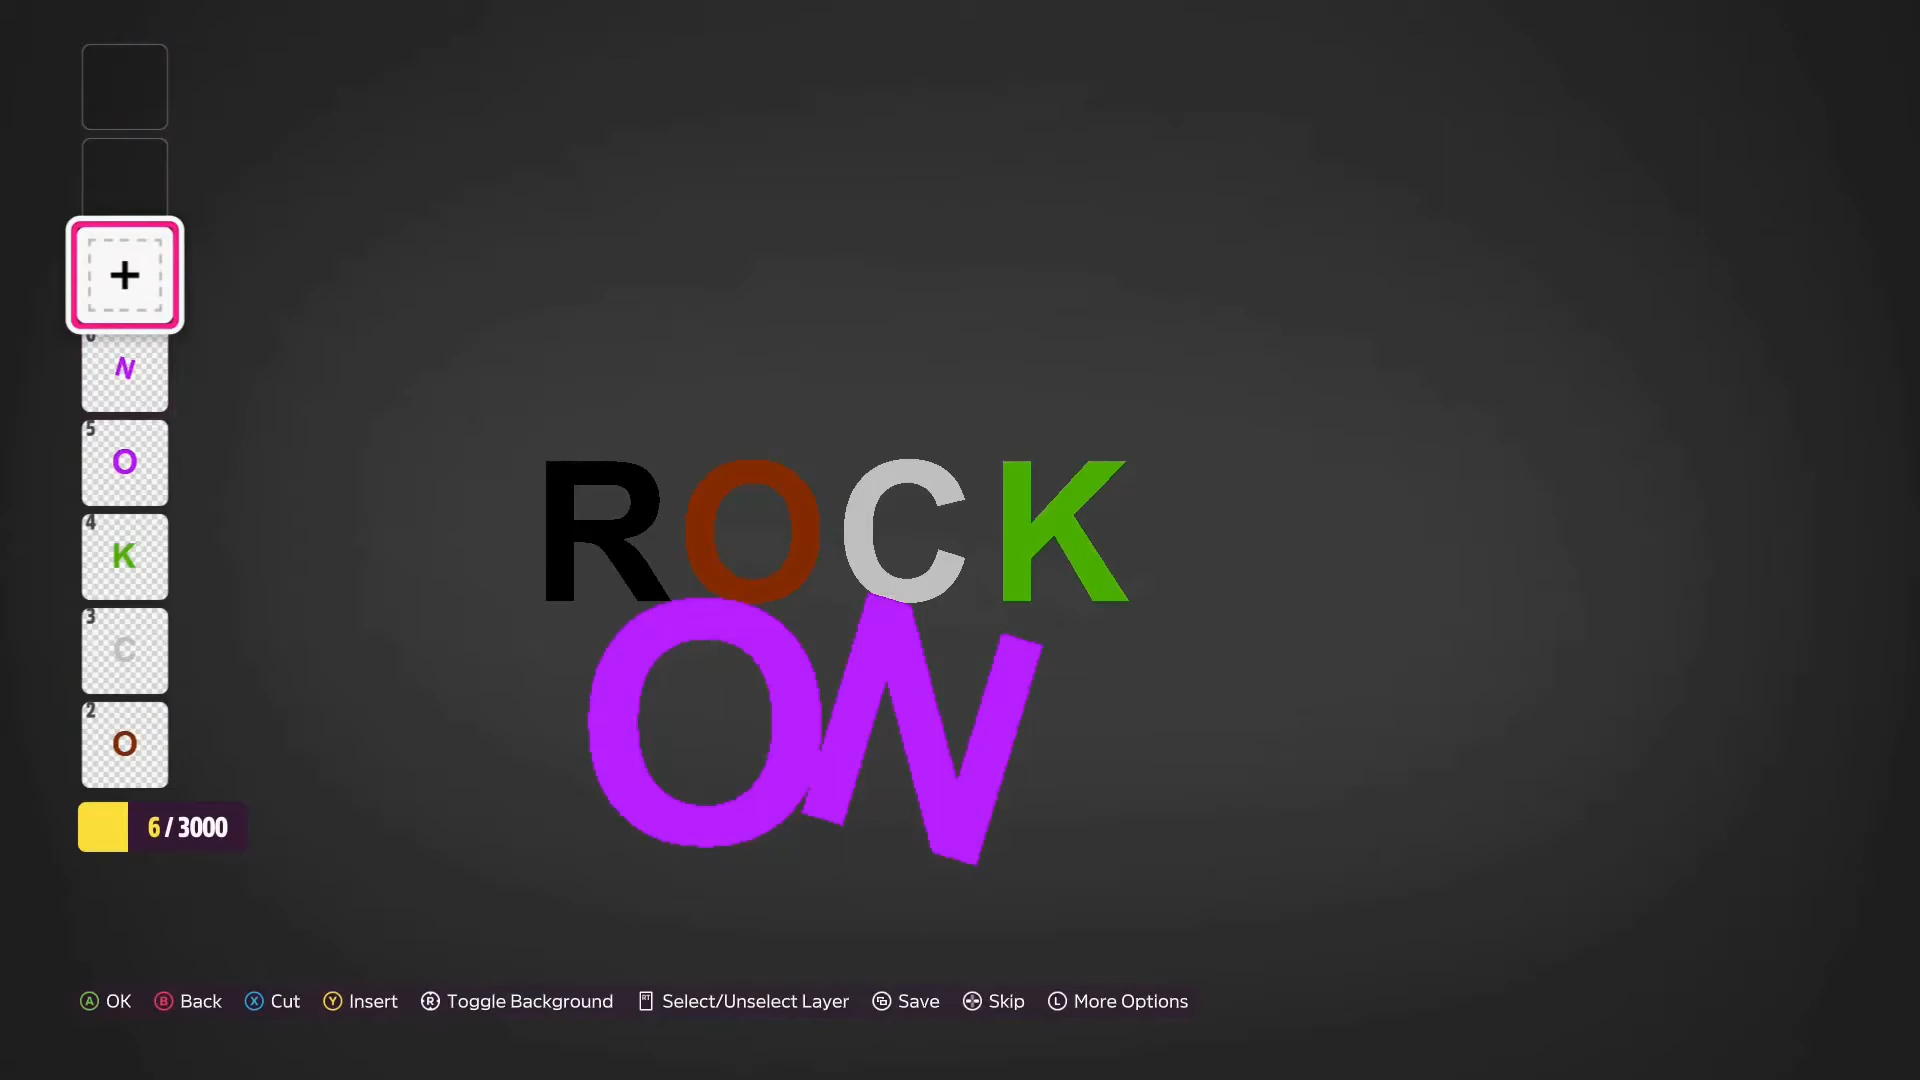 N
5
O
4
K
3
C
2
O
6 / 3000
ROCK
ON
A OK B Back X Cut Y Insert R Toggle Background RT Select/Unselect Layer Save Skip L More Options